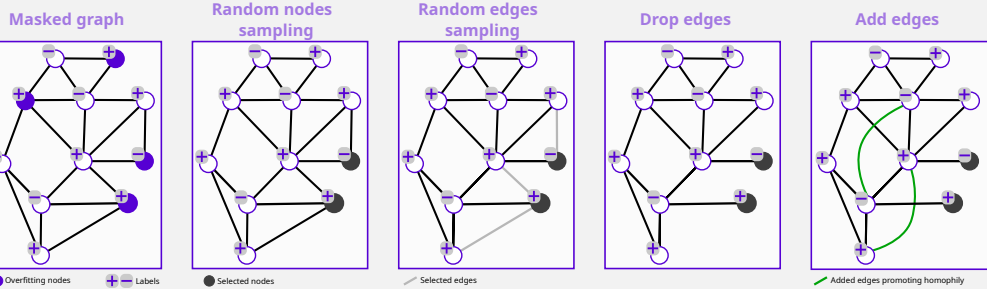 Masked graph
Random nodes
sampling
Random edges
sampling
Drop edges
Add edges
Overfitting nodes
Labels
Selected nodes
Selected edges
Added edges promoting homophily